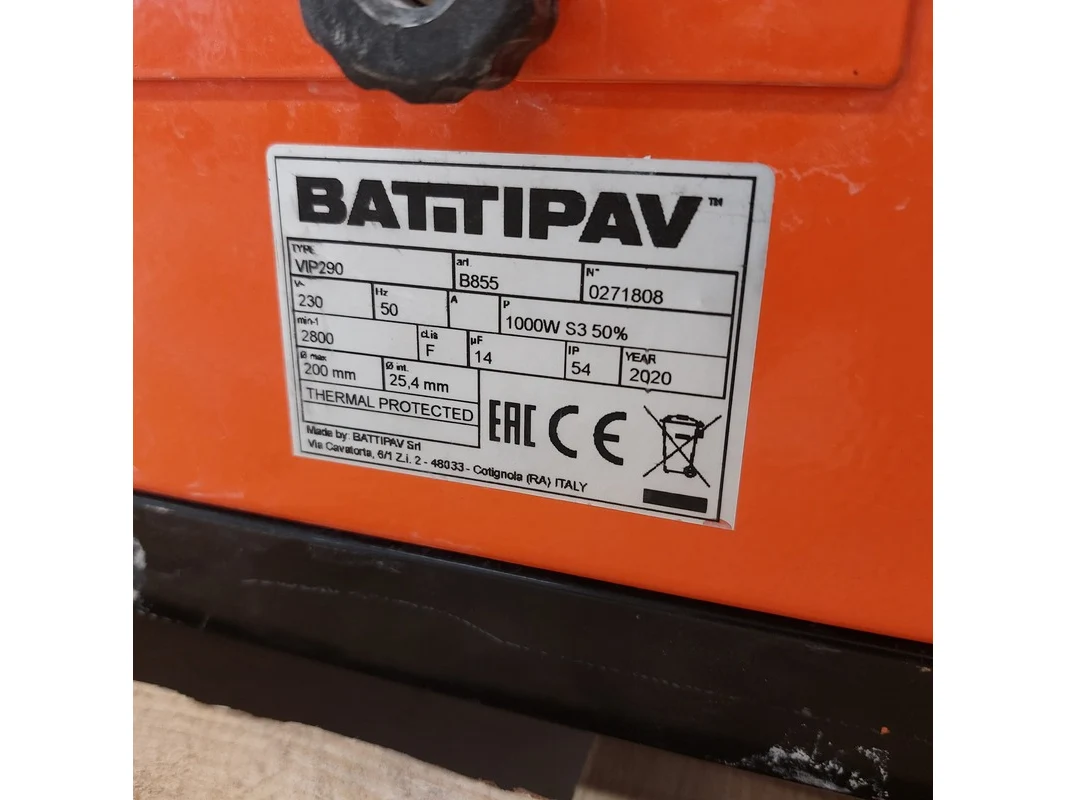 BATTIPAV™
TYPE art. N°
VIP290 B855 0271808
V~ Hz A P
230 50 1000W S3 50%
min-1 cl.is µF IP YEAR
2800 F 14 54 2020
Ø max Ø int.
200 mm 25,4 mm
THERMAL PROTECTED
EAC CE
Made by: BATTIPAV Srl
Via Cavatorta, 6/1 Z.i. 2 - 48033 - Cotignola (RA) ITALY